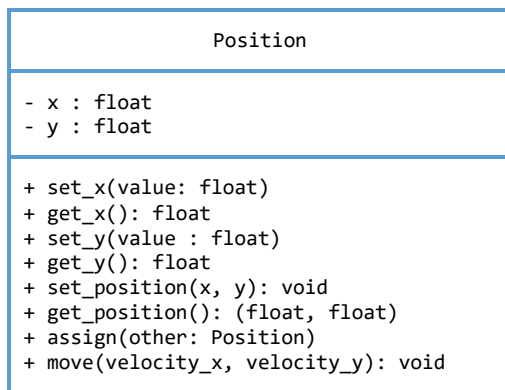 Position
- x : float
- y : float
+ set_x(value: float)
+ get_x(): float
+ set_y(value : float)
+ get_y(): float
+ set_position(x, y): void
+ get_position(): (float, float)
+ assign(other: Position)
+ move(velocity_x, velocity_y): void